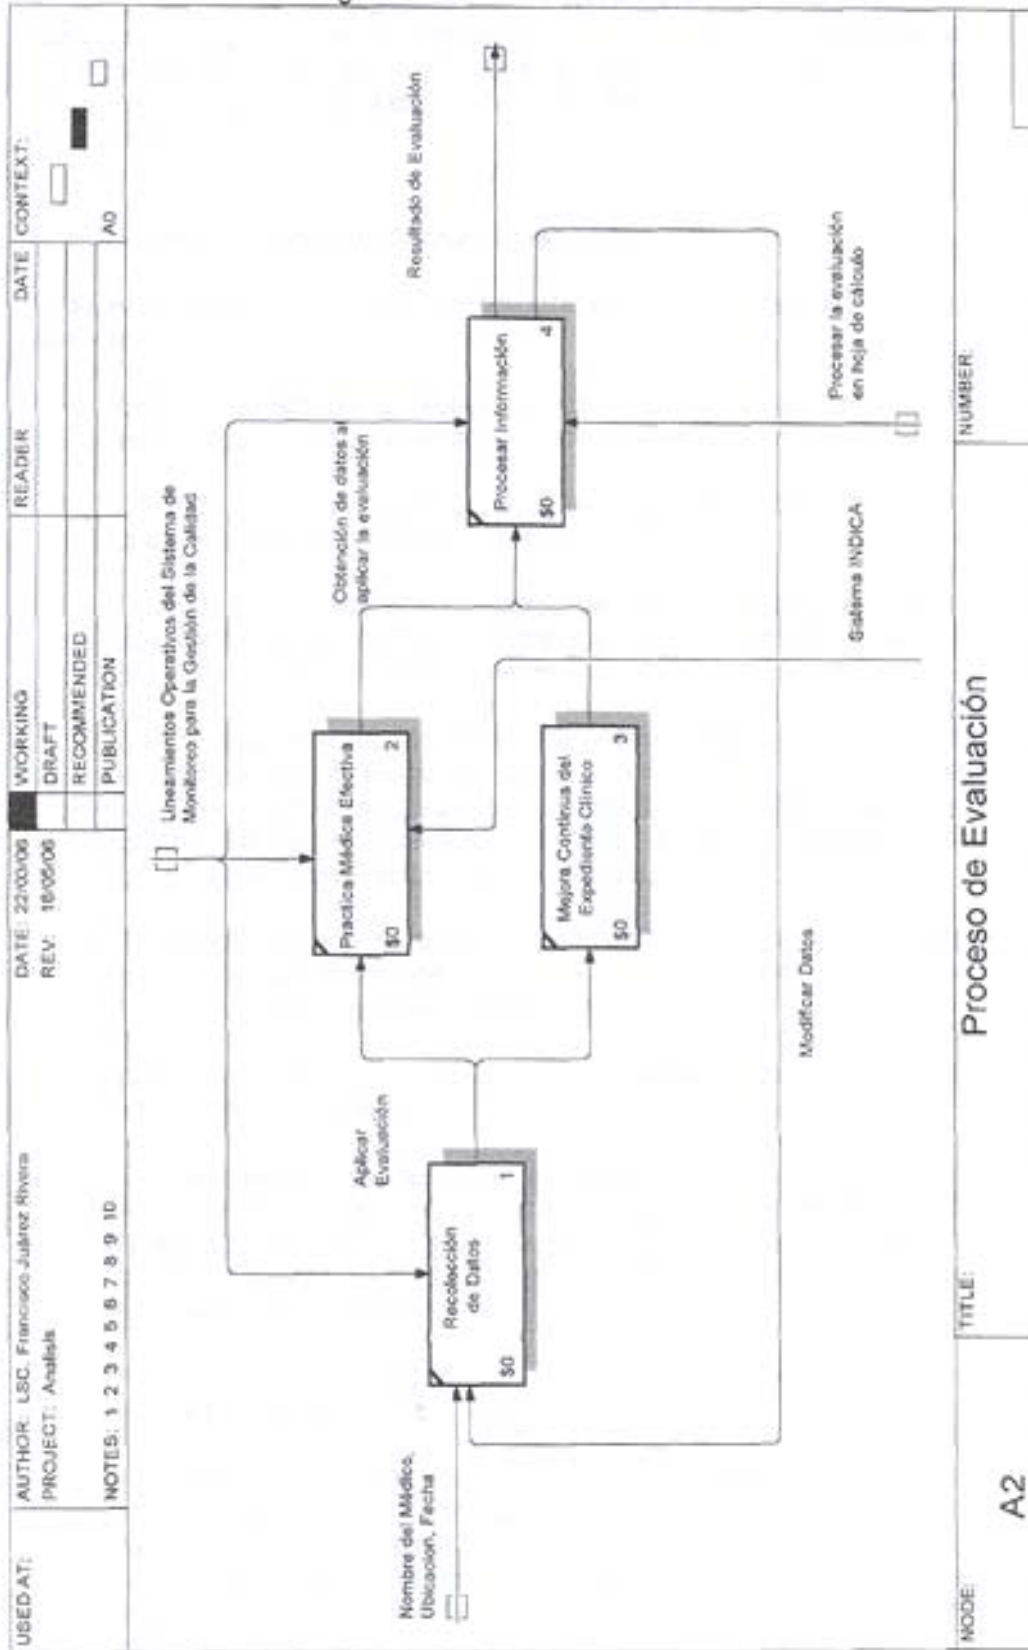 USED AT:
AUTHOR: LSC. Francisco Juárez Rivera
DATE: 22/00/06
WORKING
READER
DATE
CONTEXT:
PROJECT: Analisis
REV: 18/05/06
DRAFT
RECOMMENDED
NOTES: 1 2 3 4 5 6 7 8 9 10
PUBLICATION
A0
Lineamientos Operativos del Sistema de
Monitoreo para la Gestión de la Calidad
Nombre del Médico,
Ubicacion, Fecha
Recolección
de Datos
$0
1
Aplicar
Evaluación
Practica Médica Efectiva
$0
2
Mejora Continua del
Expediente Clínico
$0
3
Obtención de datos al
aplicar la evaluación
Procesar Información
$0
4
Resultado de Evaluación
Modificar Datos
Sistema INDICA
Procesar la evaluación
en hoja de cálculo
NODE:
TITLE:
NUMBER:
A2
Proceso de Evaluación